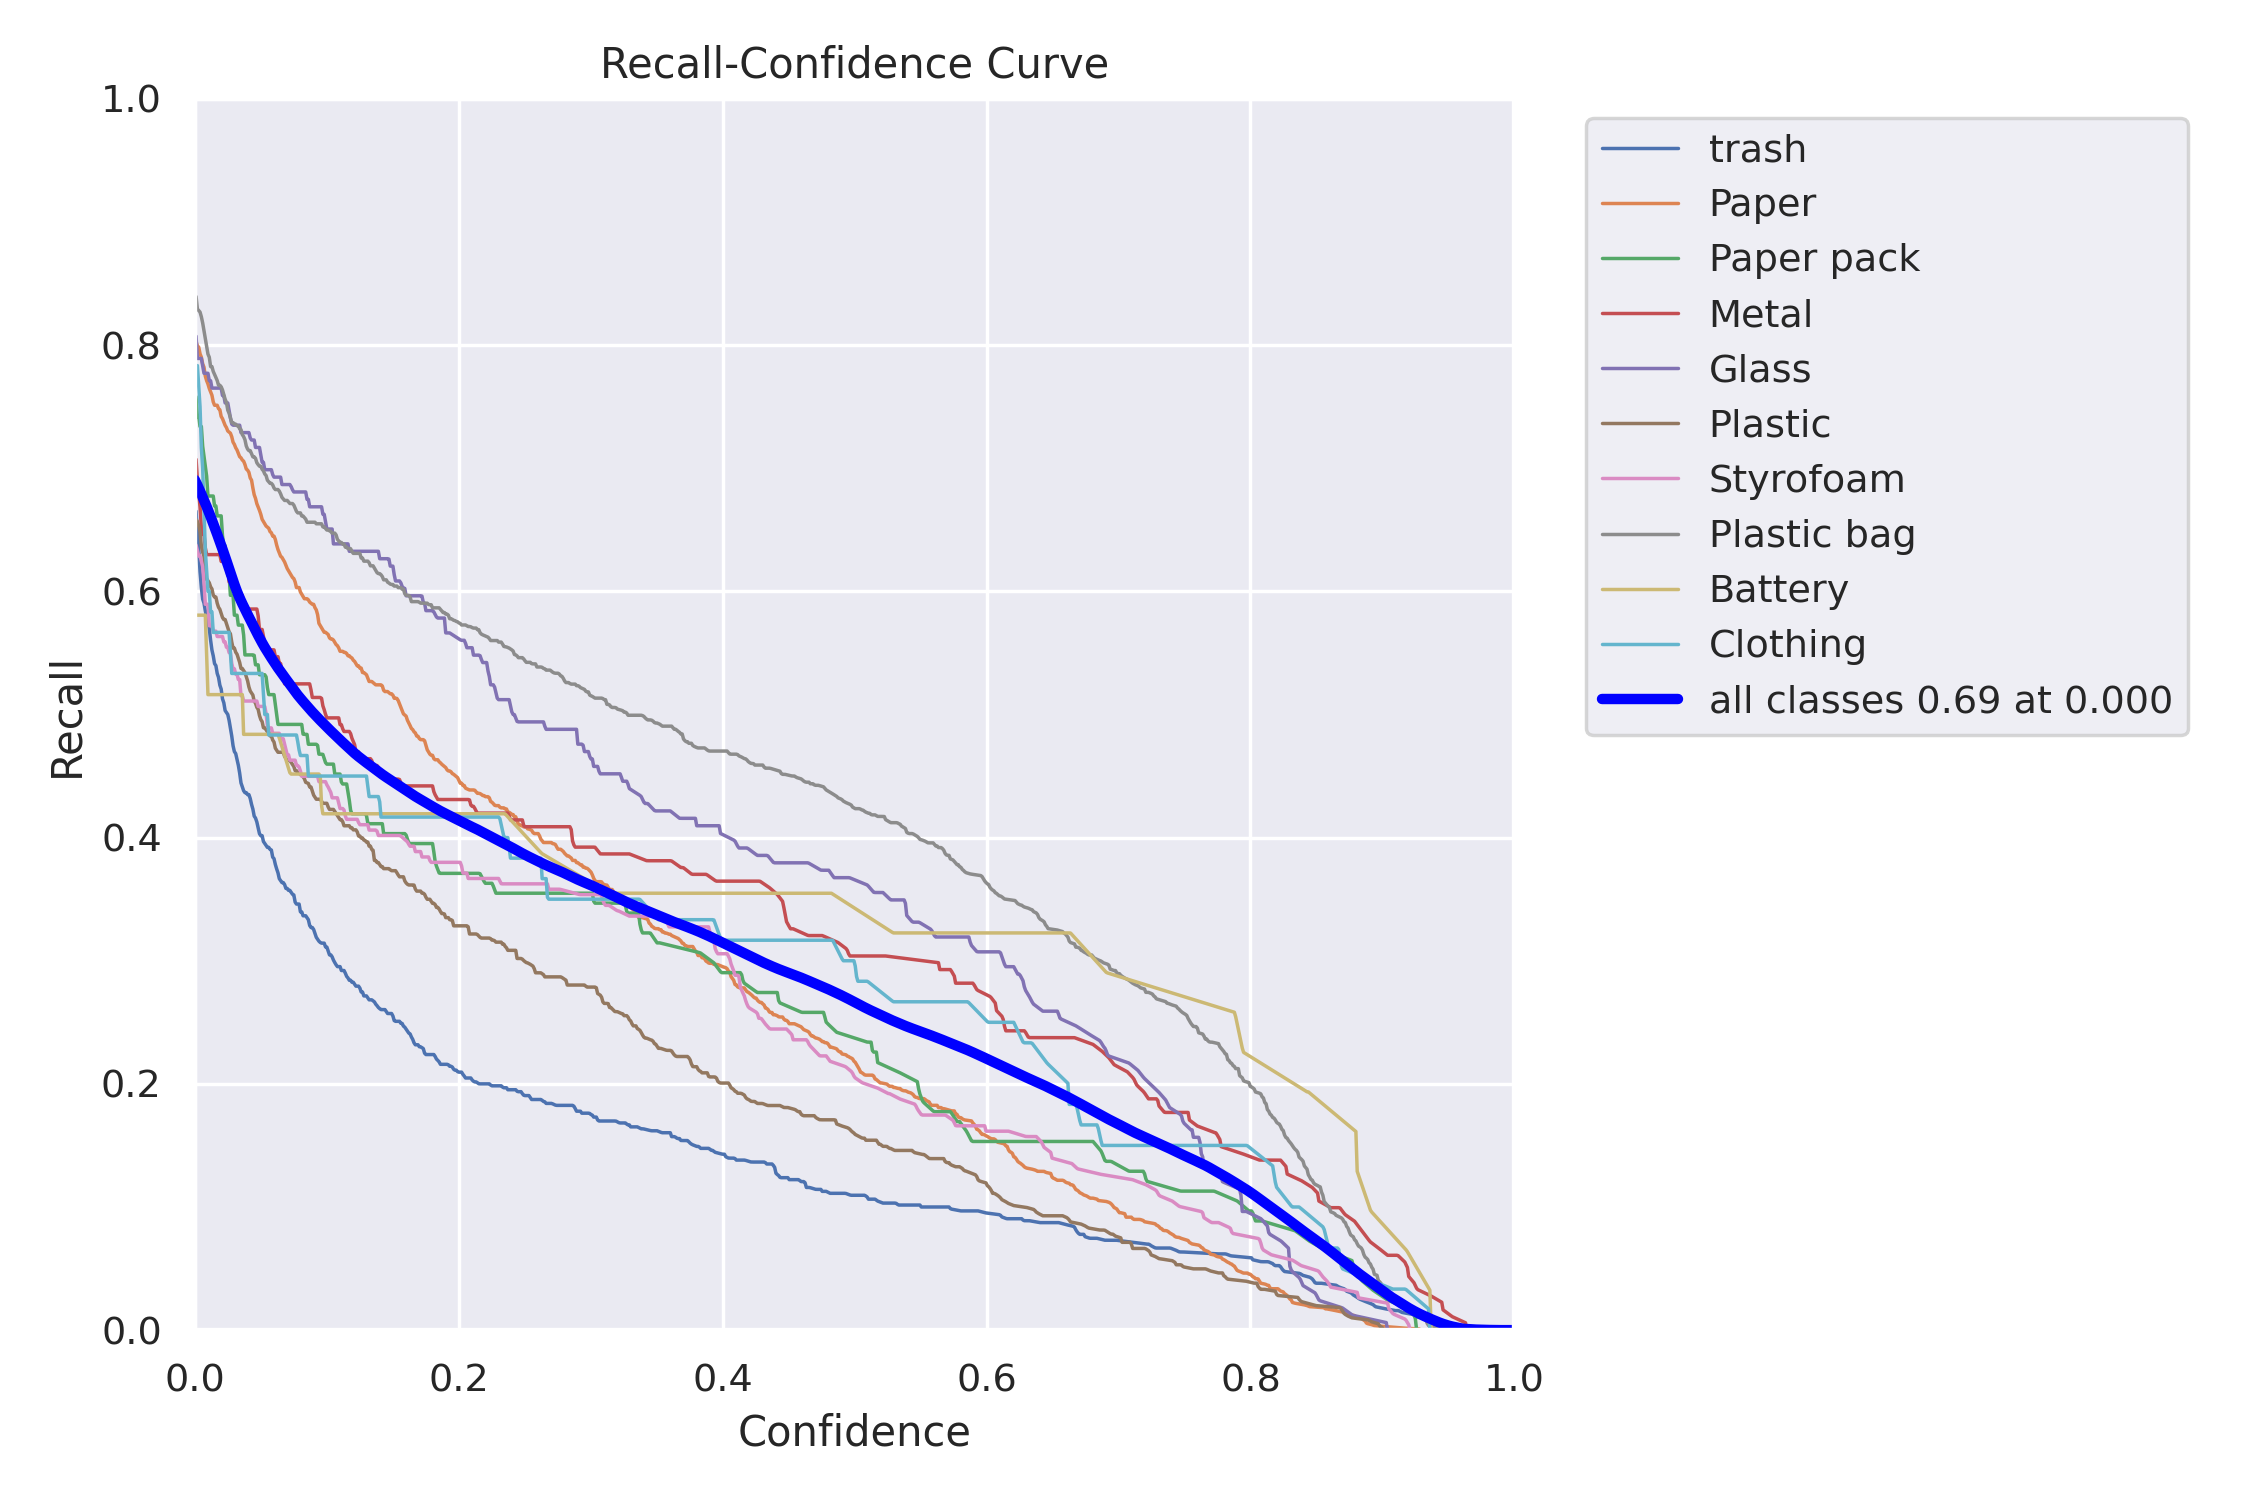 Recall-Confidence Curve
1.0
0.8
0.6
0.4
0.2
0.0
Recall
0.0 0.2 0.4 0.6 0.8 1.0
Confidence
trash
Paper
Paper pack
Metal
Glass
Plastic
Styrofoam
Plastic bag
Battery
Clothing
all classes 0.69 at 0.000